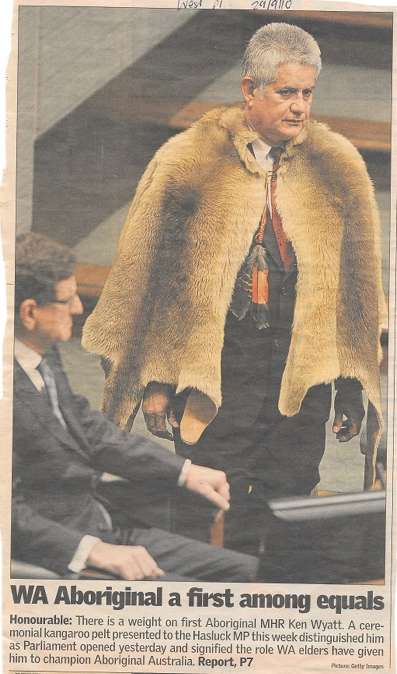 West 29/9/10
WA Aboriginal a first among equals
Honourable: There is a weight on first Aboriginal MHR Ken Wyatt. A cere-
monial kangaroo pelt presented to the Hasluck MP this week distinguished him
as Parliament opened yesterday and signified the role WA elders have given
him to champion Aboriginal Australia. Report, P7
Picture: Getty Images